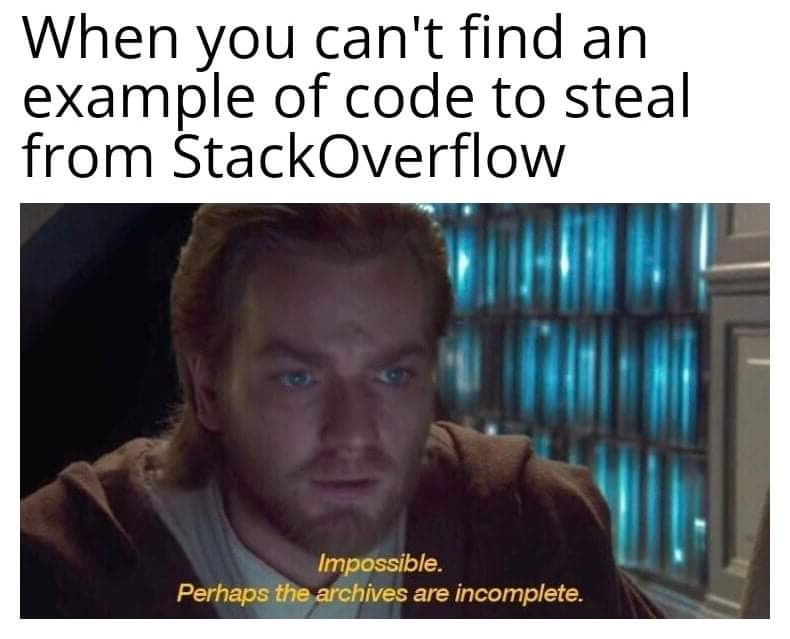 When you can't find an
example of code to steal
from StackOverflow
Impossible.
Perhaps the archives are incomplete.